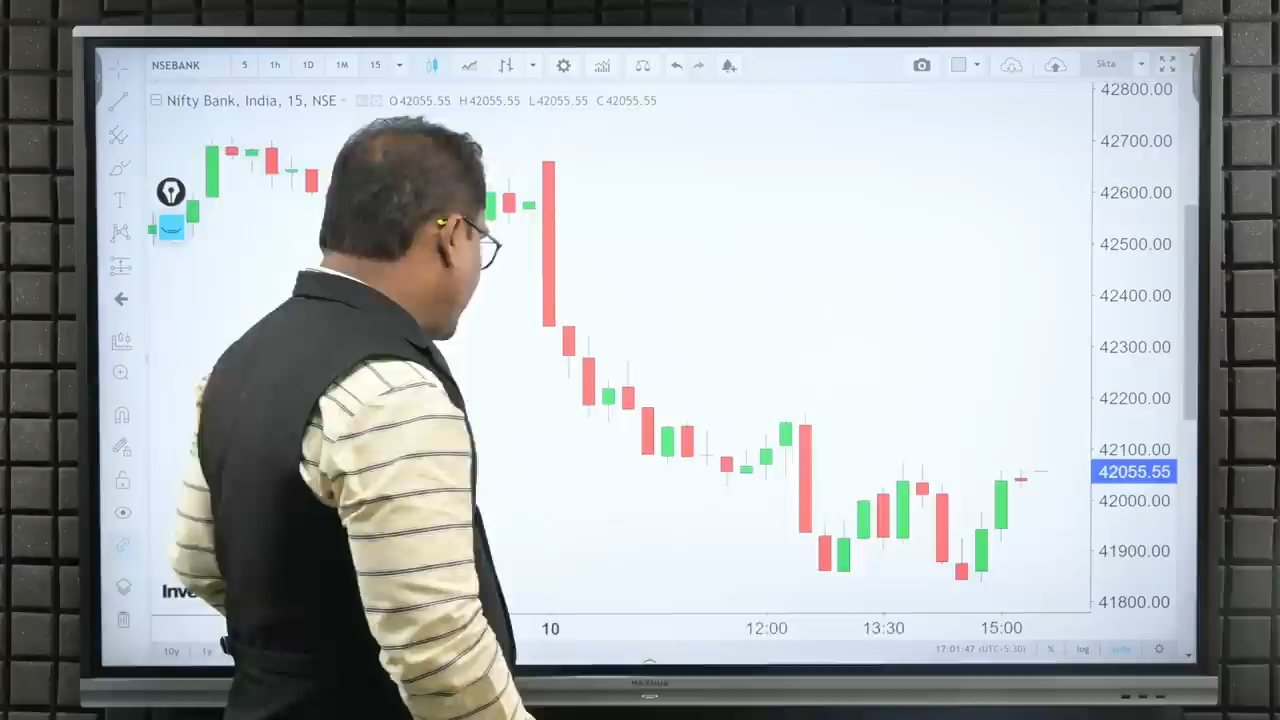 NSEBANK 5 1h 1D 1M 15 Skta
Nifty Bank, India, 15, NSE O42055.55 H42055.55 L42055.55 C42055.55
42800.00
42700.00
42600.00
42500.00
42400.00
42300.00
42200.00
42100.00
42055.55
42000.00
41900.00
41800.00
Inve
10 12:00 13:30 15:00
10y 1y 17:01:47 (UTC+5:30) % log auto
MAXHUB